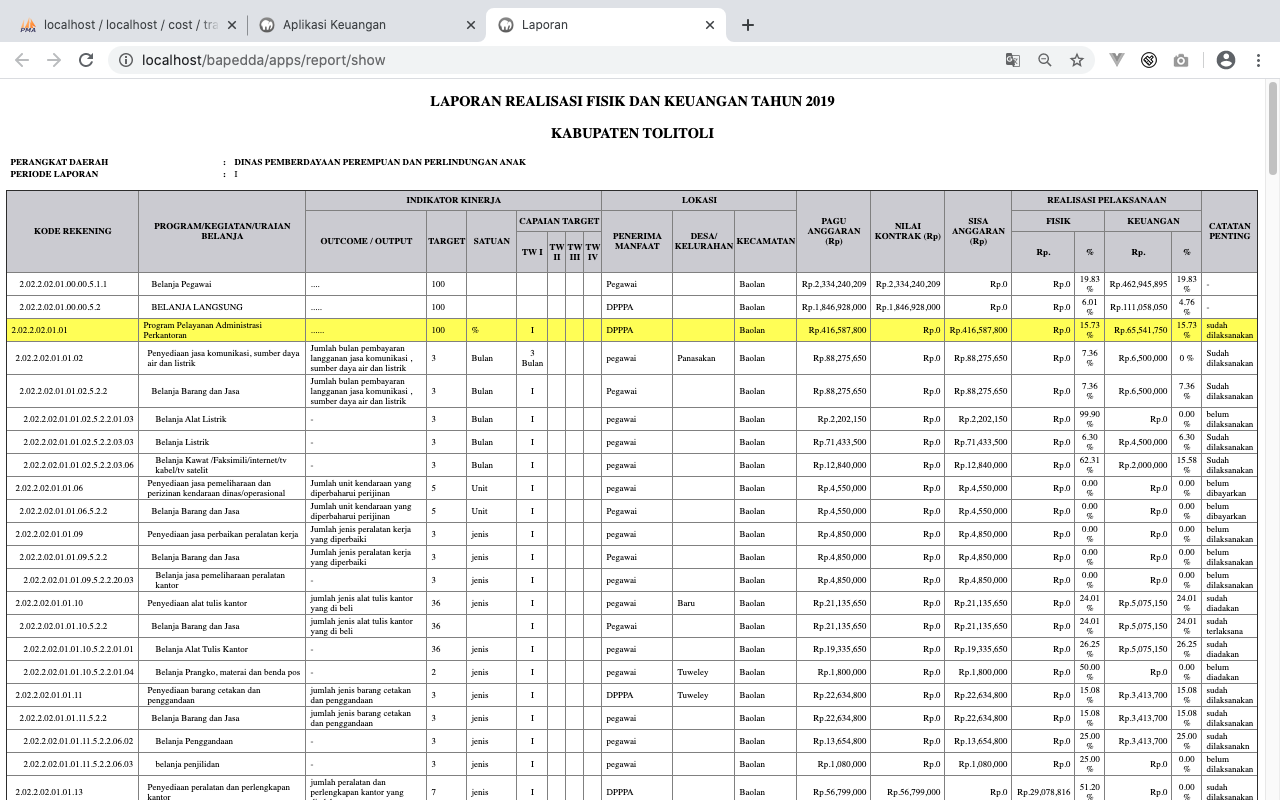 localhost / localhost / cost / tra
Aplikasi Keuangan
Laporan
localhost/bapedda/apps/report/show
LAPORAN REALISASI FISIK DAN KEUANGAN TAHUN 2019
KABUPATEN TOLITOLI
PERANGKAT DAERAH : DINAS PEMBERDAYAAN PEREMPUAN DAN PERLINDUNGAN ANAK
PERIODE LAPORAN : I
KODE REKENING PROGRAM/KEGIATAN/URAIAN BELANJA INDIKATOR KINERJA LOKASI PAGU ANGGARAN (Rp) NILAI KONTRAK (Rp) SISA ANGGARAN (Rp) REALISASI PELAKSANAAN CATATAN PENTING
OUTCOME / OUTPUT TARGET SATUAN CAPAIAN TARGET PENERIMA MANFAAT DESA/ KELURAHAN KECAMATAN FISIK KEUANGAN
TW I TW II TW III TW IV Rp. % Rp. %
2.02.2.02.01.00.00.5.1.1 Belanja Pegawai .... 100 Pegawai Baolan Rp.2,334,240,209 Rp.2,334,240,209 Rp.0 Rp.0 19.83 % Rp.462,945,895 19.83 % -
2.02.2.02.01.00.00.5.2 BELANJA LANGSUNG ..... 100 DPPPA Baolan Rp.1,846,928,000 Rp.1,846,928,000 Rp.0 Rp.0 6.01 % Rp.111,058,050 4.76 % -
2.02.2.02.01.01 Program Pelayanan Administrasi Perkantoran ...... 100 % I DPPPA Baolan Rp.416,587,800 Rp.0 Rp.416,587,800 Rp.0 15.73 % Rp.65,541,750 15.73 % sudah dilaksanakan
2.02.2.02.01.01.02 Penyediaan jasa komunikasi, sumber daya air dan listrik Jumlah bulan pembayaran langganan jasa komunikasi , sumber daya air dan listrik 3 Bulan 3 Bulan pegawai Panasakan Baolan Rp.88,275,650 Rp.0 Rp.88,275,650 Rp.0 7.36 % Rp.6,500,000 0 % Sudah dilaksanakan
2.02.2.02.01.01.02.5.2.2 Belanja Barang dan Jasa Jumlah bulan pembayaran langganan jasa komunikasi , sumber daya air dan listrik 3 Bulan I Pegawai Baolan Rp.88,275,650 Rp.0 Rp.88,275,650 Rp.0 7.36 % Rp.6,500,000 7.36 % Sudah dilaksanakan
2.02.2.02.01.01.02.5.2.2.01.03 Belanja Alat Listrik - 3 Bulan I pegawai Baolan Rp.2,202,150 Rp.0 Rp.2,202,150 Rp.0 99.90 % Rp.0 0.00 % belum dilaksanakan
2.02.2.02.01.01.02.5.2.2.03.03 Belanja Listrik - 3 Bulan I pegawai Baolan Rp.71,433,500 Rp.0 Rp.71,433,500 Rp.0 6.30 % Rp.4,500,000 6.30 % Sudah dilaksanakan
2.02.2.02.01.01.02.5.2.2.03.06 Belanja Kawat /Faksimili/internet/tv kabel/tv satelit - 3 Bulan I pegawai Baolan Rp.12,840,000 Rp.0 Rp.12,840,000 Rp.0 62.31 % Rp.2,000,000 15.58 % Sudah dilaksanakan
2.02.2.02.01.01.06 Penyediaan jasa pemeliharaan dan perizinan kendaraan dinas/operasional Jumlah unit kendaraan yang diperbaharui perijinan 5 Unit I pegawai Baolan Rp.4,550,000 Rp.0 Rp.4,550,000 Rp.0 0.00 % Rp.0 0.00 % belum dibayarkan
2.02.2.02.01.01.06.5.2.2 Belanja Barang dan Jasa Jumlah unit kendaraan yang diperbaharui perijinan 5 Unit I pegawai Baolan Rp.4,550,000 Rp.0 Rp.4,550,000 Rp.0 0.00 % Rp.0 0.00 % belum dibayarkan
2.02.2.02.01.01.09 Penyediaan jasa perbaikan peralatan kerja Jumlah jenis peralatan kerja yang diperbaiki 3 jenis I pegawai Baolan Rp.4,850,000 Rp.0 Rp.4,850,000 Rp.0 0.00 % Rp.0 0.00 % belum dilaksanakan
2.02.2.02.01.01.09.5.2.2 Belanja Barang dan Jasa Jumlah jenis peralatan kerja yang diperbaiki 3 jenis I pegawai Baolan Rp.4,850,000 Rp.0 Rp.4,850,000 Rp.0 0.00 % Rp.0 0.00 % belum dilaksanakan
2.02.2.02.01.01.09.5.2.2.20.03 Belanja jasa pemeliharaan peralatan kantor - 3 jenis I pegawai Baolan Rp.4,850,000 Rp.0 Rp.4,850,000 Rp.0 0.00 % Rp.0 0.00 % belum dilaksanakan
2.02.2.02.01.01.10 Penyediaan alat tulis kantor jumlah jenis alat tulis kantor yang di beli 36 jenis I pegawai Baru Baolan Rp.21,135,650 Rp.0 Rp.21,135,650 Rp.0 24.01 % Rp.5,075,150 24.01 % sudah diadakan
2.02.2.02.01.01.10.5.2.2 Belanja Barang dan Jasa jumlah jenis alat tulis kantor yang di beli 36 I Pegawai Baolan Rp.21,135,650 Rp.0 Rp.21,135,650 Rp.0 24.01 % Rp.5,075,150 24.01 % sudah terlaksana
2.02.2.02.01.01.10.5.2.2.01.01 Belanja Alat Tulis Kantor - 36 jenis I pegawai Baolan Rp.19,335,650 Rp.0 Rp.19,335,650 Rp.0 26.25 % Rp.5,075,150 26.25 % sudah diadakan
2.02.2.02.01.01.10.5.2.2.01.04 Belanja Prangko, materai dan benda pos - 2 jenis I pegawai Tuweley Baolan Rp.1,800,000 Rp.0 Rp.1,800,000 Rp.0 50.00 % Rp.0 0.00 % belum diadakan
2.02.2.02.01.01.11 Penyediaan barang cetakan dan penggandaan jumlah jenis barang cetakan dan penggandaan 3 jenis I DPPPA Tuweley Baolan Rp.22,634,800 Rp.0 Rp.22,634,800 Rp.0 15.08 % Rp.3,413,700 15.08 % sudah dilaksanakan
2.02.2.02.01.01.11.5.2.2 Belanja Barang dan Jasa jumlah jenis barang cetakan dan penggandaan 3 jenis I pegawai Baolan Rp.22,634,800 Rp.0 Rp.22,634,800 Rp.0 15.08 % Rp.3,413,700 15.08 % sudah dilaksanakan
2.02.2.02.01.01.11.5.2.2.06.02 Belanja Penggandaan - 3 jenis I pegawai Baolan Rp.13,654,800 Rp.0 Rp.13,654,800 Rp.0 25.00 % Rp.3,413,700 25.00 % sudah dilaksanakn
2.02.2.02.01.01.11.5.2.2.06.03 belanja penjilidan - 3 jenis I pegawai Baolan Rp.1,080,000 Rp.0 Rp.1,080,000 Rp.0 25.00 % Rp.0 0.00 % belum dilaksanakan
2.02.2.02.01.01.13 Penyediaan peralatan dan perlengkapan kantor jumlah peralatan dan perlengkapan kantor yang 7 jenis I DPPPA Baolan Rp.56,799,000 Rp.56,799,000 Rp.0 Rp.29,078,816 51.20 % Rp.0 0.00 % sudah dilaksanakan